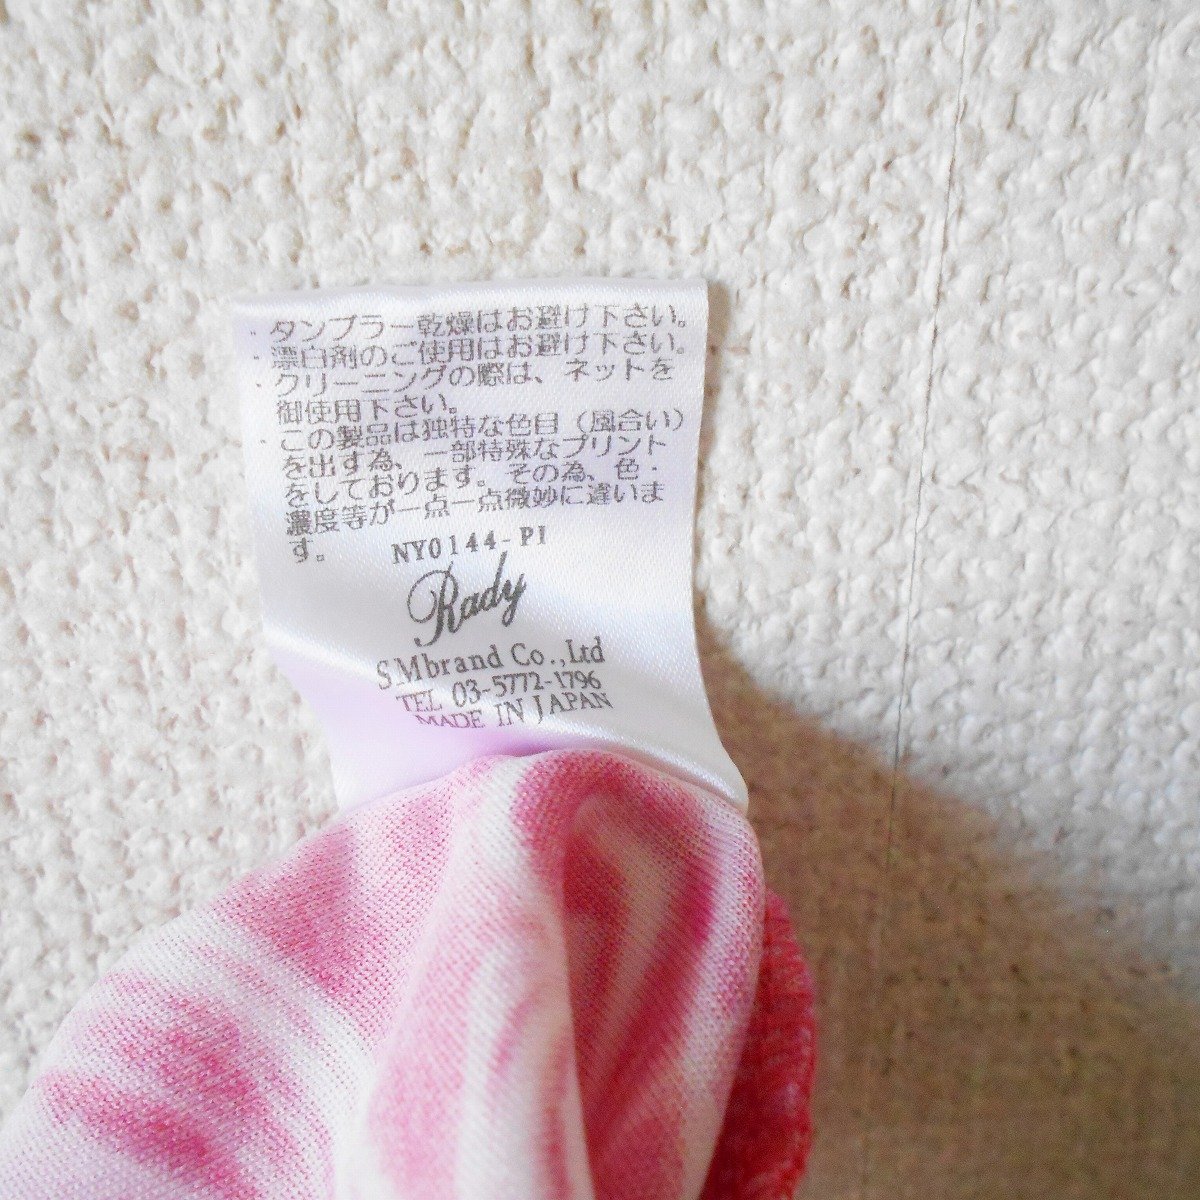 ・タンブラー乾燥はお避け下さい。
・漂白剤のご使用はお避け下さい。
・クリーニングの際は、ネットを
御使用下さい。
・この製品は独特な色目（風合い）
を出す為、一部特殊なプリント
をしております。その為、色・
濃度等が一点一点微妙に違いま
す。
NY0144-PI
Rady
S.Mbrand Co.,Ltd
TEL 03-5772-1796
MADE IN JAPAN